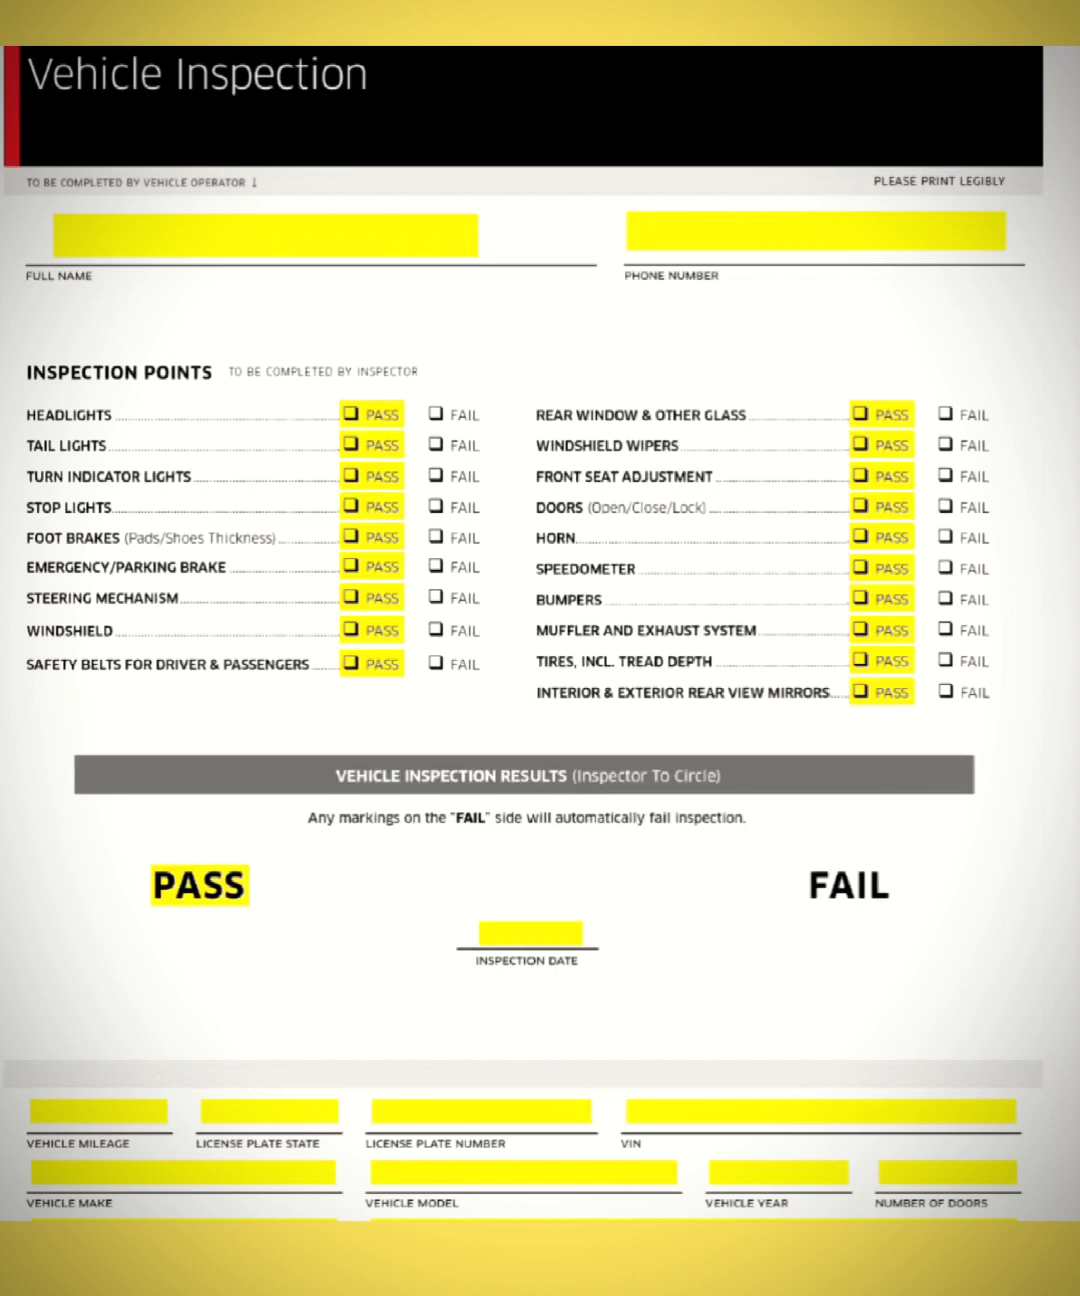 Vehicle Inspection
TO BE COMPLETED BY VEHICLE OPERATOR ↓ PLEASE PRINT LEGIBLY
FULL NAME PHONE NUMBER
INSPECTION POINTS TO BE COMPLETED BY INSPECTOR
HEADLIGHTS ❏ PASS ❏ FAIL
TAIL LIGHTS ❏ PASS ❏ FAIL
TURN INDICATOR LIGHTS ❏ PASS ❏ FAIL
STOP LIGHTS ❏ PASS ❏ FAIL
FOOT BRAKES (Pads/Shoes Thickness) ❏ PASS ❏ FAIL
EMERGENCY/PARKING BRAKE ❏ PASS ❏ FAIL
STEERING MECHANISM ❏ PASS ❏ FAIL
WINDSHIELD ❏ PASS ❏ FAIL
SAFETY BELTS FOR DRIVER & PASSENGERS ❏ PASS ❏ FAIL
REAR WINDOW & OTHER GLASS ❏ PASS ❏ FAIL
WINDSHIELD WIPERS ❏ PASS ❏ FAIL
FRONT SEAT ADJUSTMENT ❏ PASS ❏ FAIL
DOORS (Open/Close/Lock) ❏ PASS ❏ FAIL
HORN ❏ PASS ❏ FAIL
SPEEDOMETER ❏ PASS ❏ FAIL
BUMPERS ❏ PASS ❏ FAIL
MUFFLER AND EXHAUST SYSTEM ❏ PASS ❏ FAIL
TIRES, INCL. TREAD DEPTH ❏ PASS ❏ FAIL
INTERIOR & EXTERIOR REAR VIEW MIRRORS ❏ PASS ❏ FAIL
VEHICLE INSPECTION RESULTS (Inspector To Circle)
Any markings on the "FAIL" side will automatically fail inspection.
PASS FAIL
INSPECTION DATE
VEHICLE MILEAGE LICENSE PLATE STATE LICENSE PLATE NUMBER VIN
VEHICLE MAKE VEHICLE MODEL VEHICLE YEAR NUMBER OF DOORS